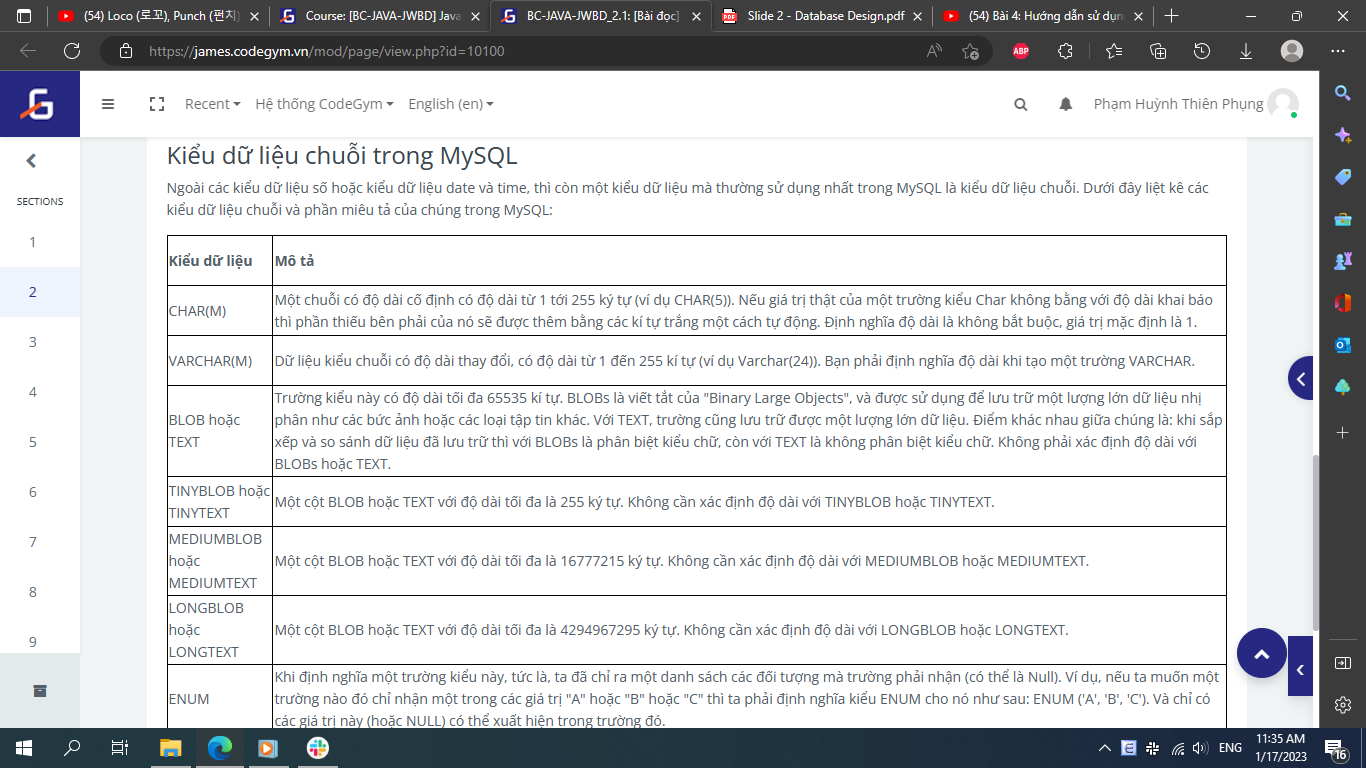 (54) Loco (로꼬), Punch (펀치)
Course: [BC-JAVA-JWBD] Java
BC-JAVA-JWBD_2.1: [Bài đọc]
Slide 2 - Database Design.pdf
(54) Bài 4: Hướng dẫn sử dụn
https://james.codegym.vn/mod/page/view.php?id=10100
ABP
Recent
Hệ thống CodeGym
English (en)
Phạm Huỳnh Thiên Phụng
SECTIONS
1
2
3
4
5
6
7
8
9
Kiểu dữ liệu chuỗi trong MySQL
Ngoài các kiểu dữ liệu số hoặc kiểu dữ liệu date và time, thì còn một kiểu dữ liệu mà thường sử dụng nhất trong MySQL là kiểu dữ liệu chuỗi. Dưới đây liệt kê các
kiểu dữ liệu chuỗi và phần miêu tả của chúng trong MySQL:
Kiểu dữ liệu
Mô tả
CHAR(M)
Một chuỗi có độ dài cố định có độ dài từ 1 tới 255 ký tự (ví dụ CHAR(5)). Nếu giá trị thật của một trường kiểu Char không bằng với độ dài khai báo
thì phần thiếu bên phải của nó sẽ được thêm bằng các kí tự trắng một cách tự động. Định nghĩa độ dài là không bắt buộc, giá trị mặc định là 1.
VARCHAR(M)
Dữ liệu kiểu chuỗi có độ dài thay đổi, có độ dài từ 1 đến 255 kí tự (ví dụ Varchar(24)). Bạn phải định nghĩa độ dài khi tạo một trường VARCHAR.
BLOB hoặc
TEXT
Trường kiểu này có độ dài tối đa 65535 kí tự. BLOBs là viết tắt của "Binary Large Objects", và được sử dụng để lưu trữ một lượng lớn dữ liệu nhị
phân như các bức ảnh hoặc các loại tập tin khác. Với TEXT, trường cũng lưu trữ được một lượng lớn dữ liệu. Điểm khác nhau giữa chúng là: khi sắp
xếp và so sánh dữ liệu đã lưu trữ thì với BLOBs là phân biệt kiểu chữ, còn với TEXT là không phân biệt kiểu chữ. Không phải xác định độ dài với
BLOBs hoặc TEXT.
TINYBLOB hoặc
TINYTEXT
Một cột BLOB hoặc TEXT với độ dài tối đa là 255 ký tự. Không cần xác định độ dài với TINYBLOB hoặc TINYTEXT.
MEDIUMBLOB
hoặc
MEDIUMTEXT
Một cột BLOB hoặc TEXT với độ dài tối đa là 16777215 ký tự. Không cần xác định độ dài với MEDIUMBLOB hoặc MEDIUMTEXT.
LONGBLOB
hoặc
LONGTEXT
Một cột BLOB hoặc TEXT với độ dài tối đa là 4294967295 ký tự. Không cần xác định độ dài với LONGBLOB hoặc LONGTEXT.
ENUM
Khi định nghĩa một trường kiểu này, tức là, ta đã chỉ ra một danh sách các đối tượng mà trường phải nhận (có thể là Null). Ví dụ, nếu ta muốn một
trường nào đó chỉ nhận một trong các giá trị "A" hoặc "B" hoặc "C" thì ta phải định nghĩa kiểu ENUM cho nó như sau: ENUM ('A', 'B', 'C'). Và chỉ có
các giá trị này (hoặc NULL) có thể xuất hiện trong trường đó.
ENG
11:35 AM
1/17/2023
16